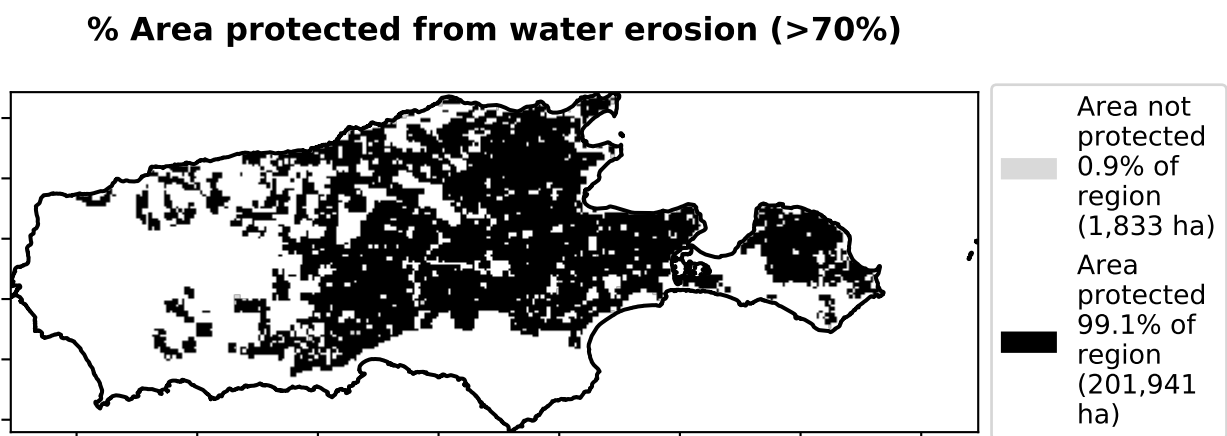 % Area protected from water erosion (>70%)
Area not
protected
0.9% of
region
(1,833 ha)
Area
protected
99.1% of
region
(201,941
ha)